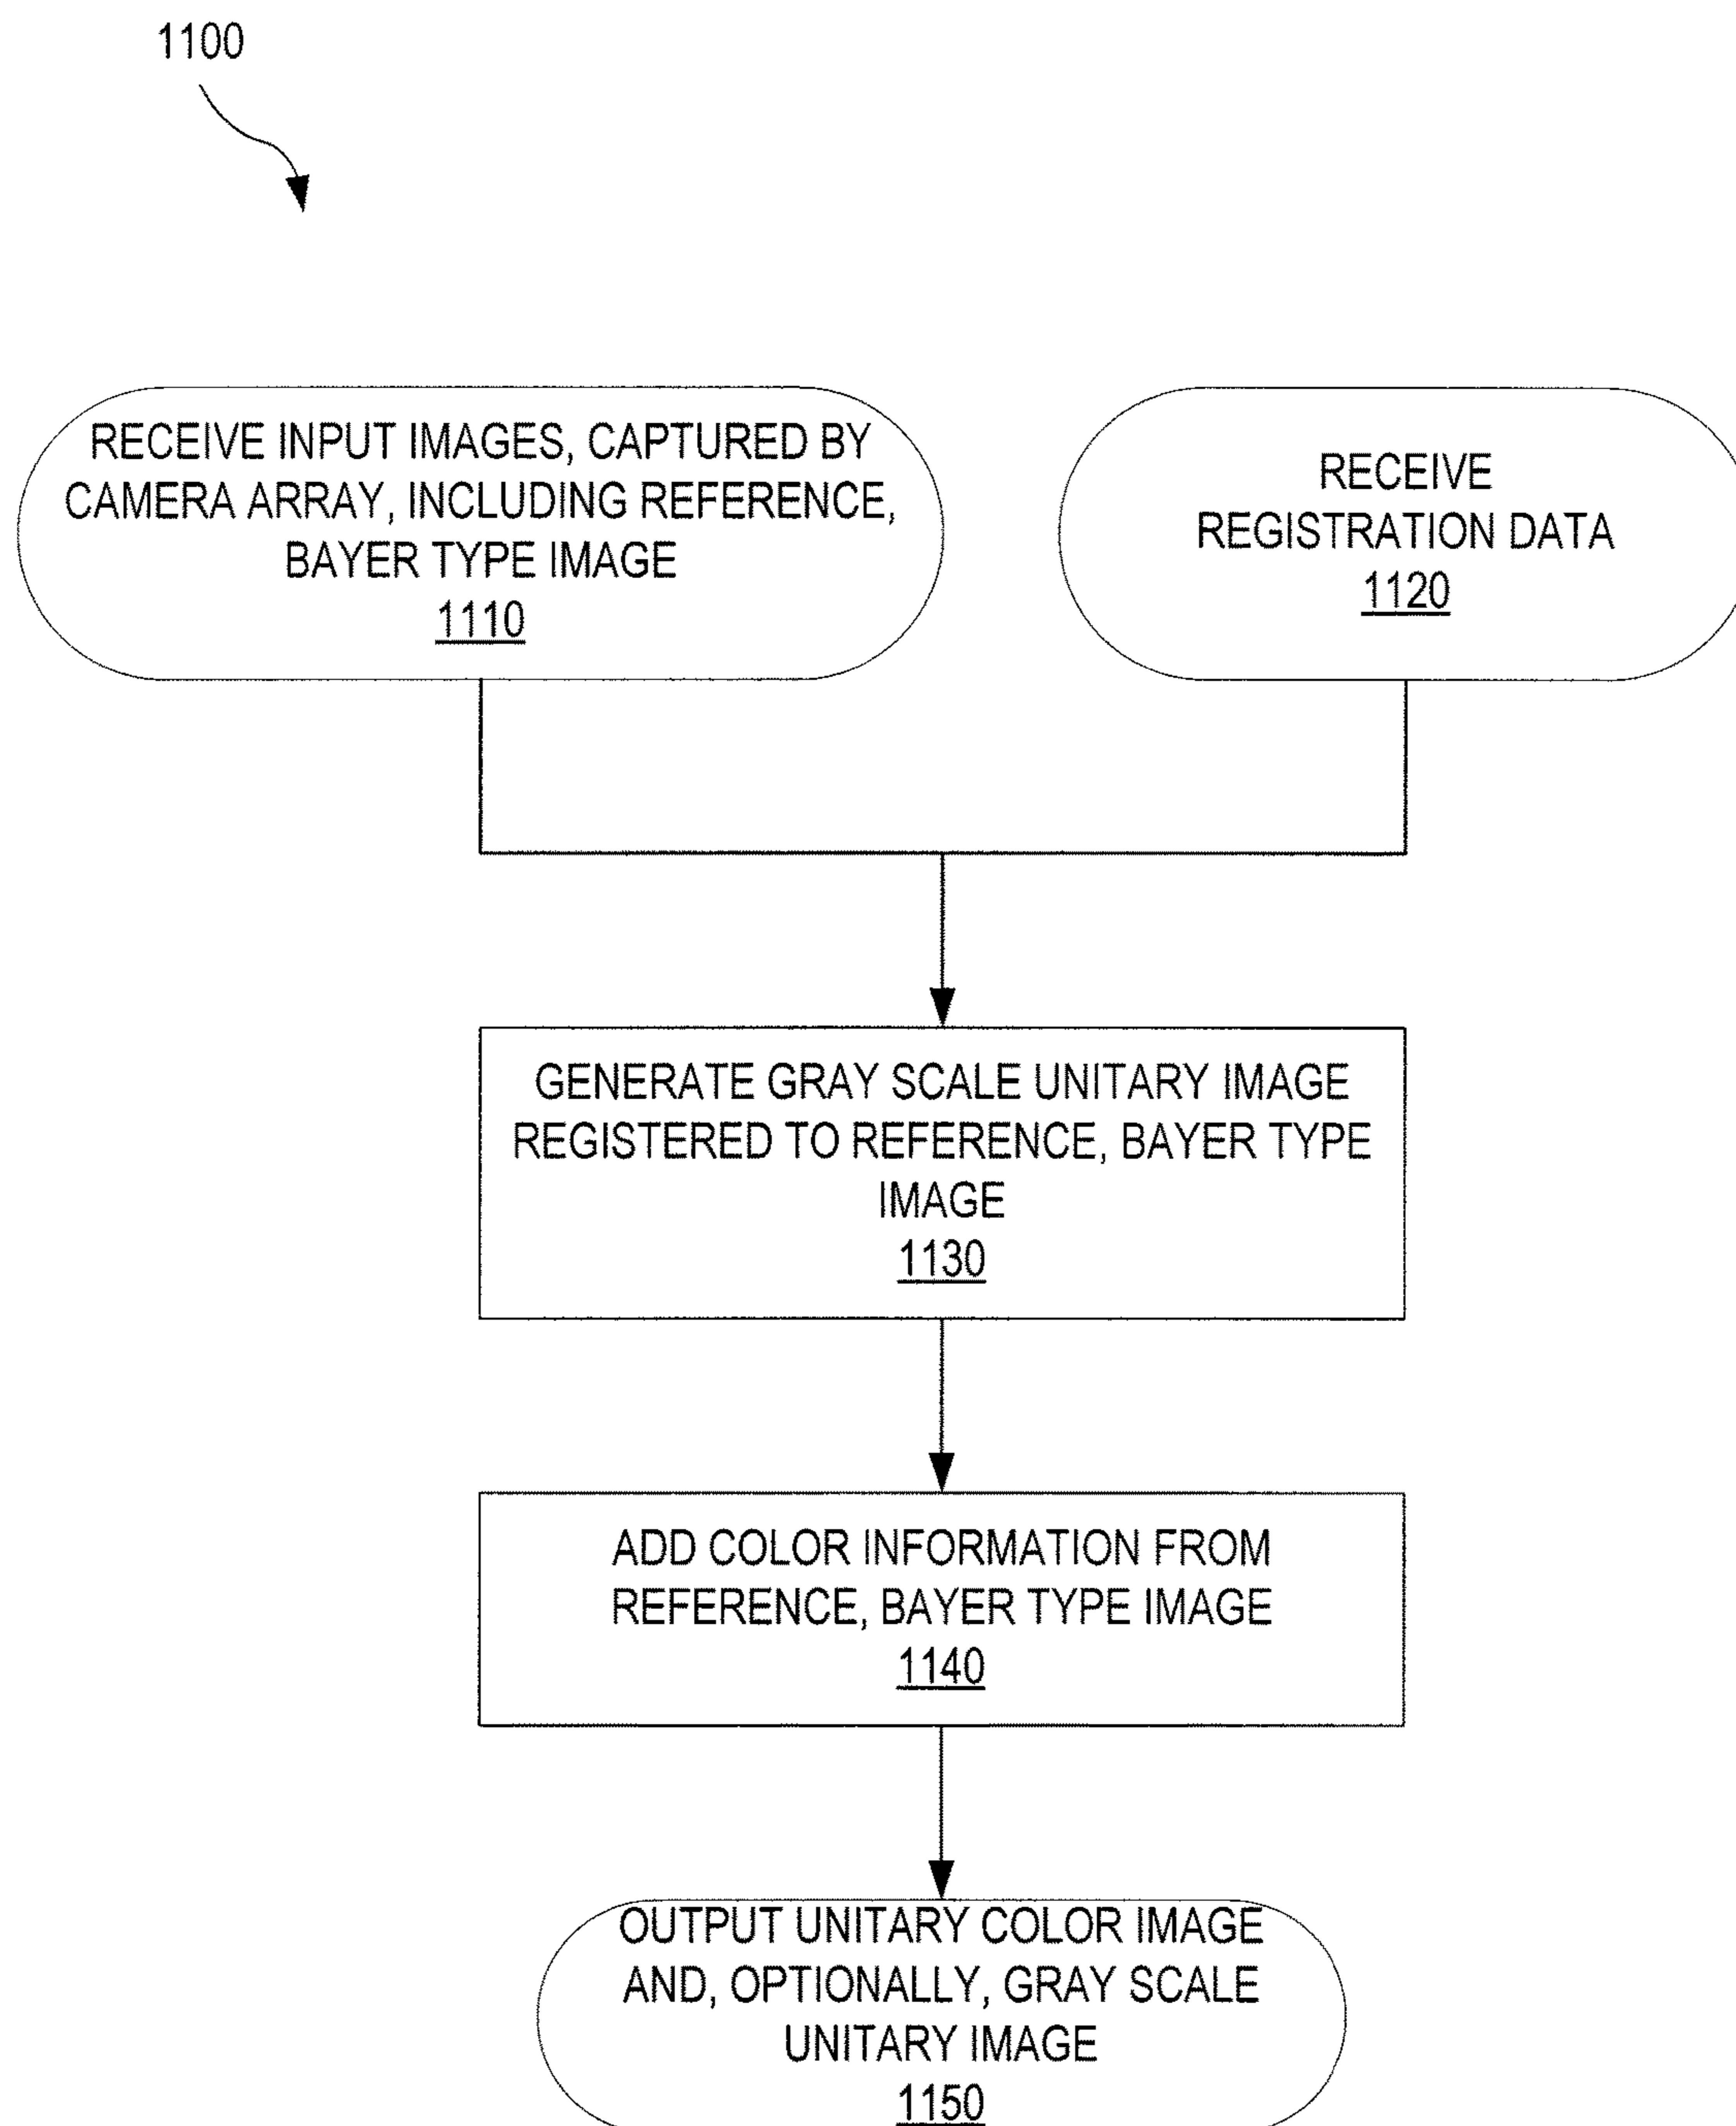 1100
RECEIVE INPUT IMAGES, CAPTURED BY
CAMERA ARRAY, INCLUDING REFERENCE,
BAYER TYPE IMAGE
1110
RECEIVE
REGISTRATION DATA
1120
GENERATE GRAY SCALE UNITARY IMAGE
REGISTERED TO REFERENCE, BAYER TYPE
IMAGE
1130
ADD COLOR INFORMATION FROM
REFERENCE, BAYER TYPE IMAGE
1140
OUTPUT UNITARY COLOR IMAGE
AND, OPTIONALLY, GRAY SCALE
UNITARY IMAGE
1150